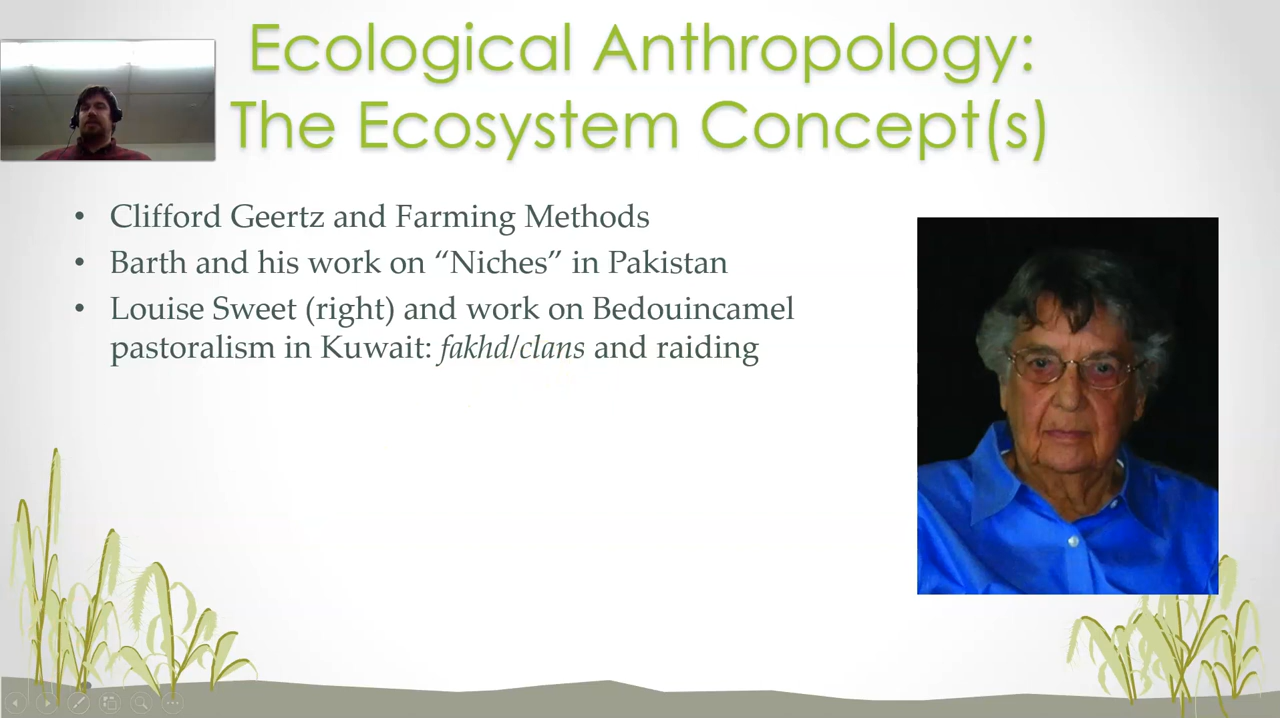 Ecological Anthropology:
The Ecosystem Concept(s)
• Clifford Geertz and Farming Methods
• Barth and his work on “Niches” in Pakistan
• Louise Sweet (right) and work on Bedouincamel
pastoralism in Kuwait: fakhd/clans and raiding